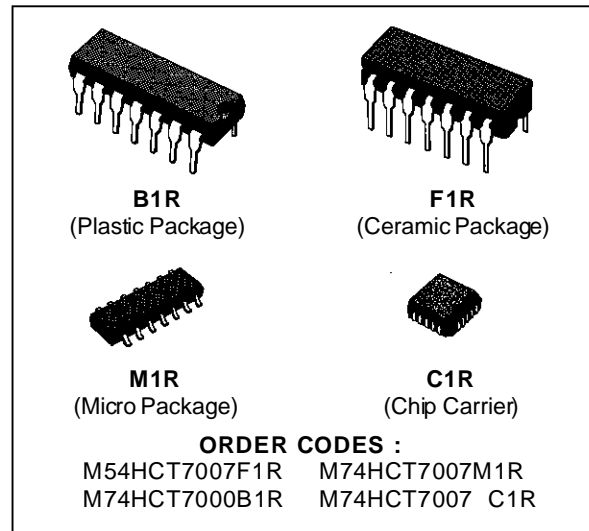 B1R
(Plastic Package)
F1R
(Ceramic Package)
M1R
(Micro Package)
C1R
(Chip Carrier)
ORDER CODES :
M54HCT7007F1R M74HCT7007M1R
M74HCT7000B1R M74HCT7007 C1R